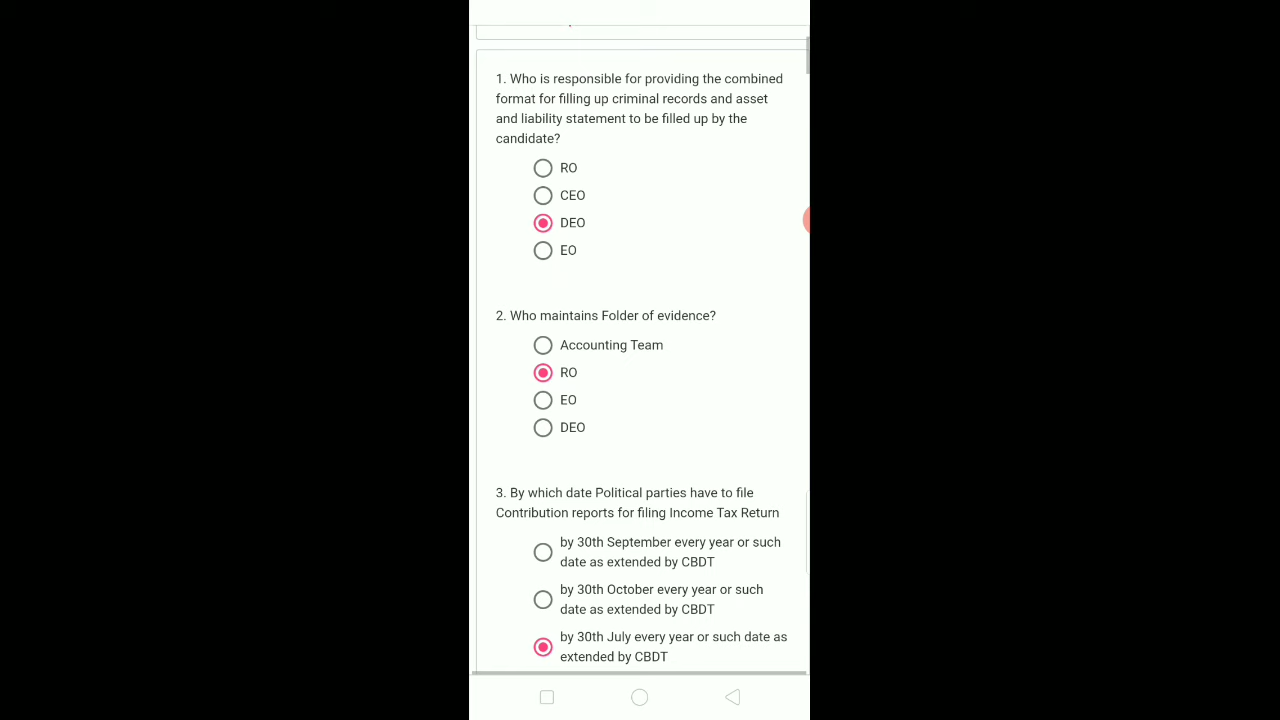 1. Who is responsible for providing the combined
format for filling up criminal records and asset
and liability statement to be filled up by the
candidate?
RO
CEO
DEO
EO
2. Who maintains Folder of evidence?
Accounting Team
RO
EO
DEO
3. By which date Political parties have to file
Contribution reports for filing Income Tax Return
by 30th September every year or such
date as extended by CBDT
by 30th October every year or such
date as extended by CBDT
by 30th July every year or such date as
extended by CBDT